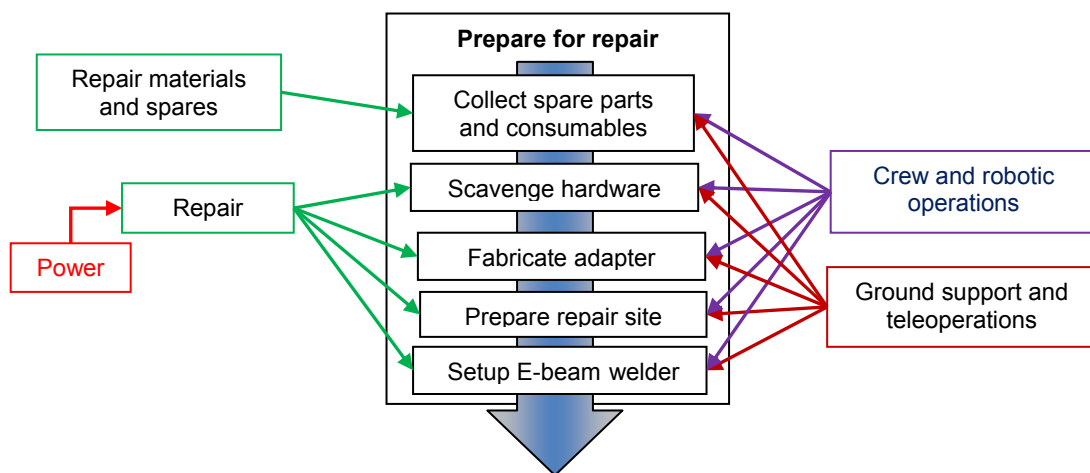 Prepare for repair
Repair materials
and spares
Collect spare parts
and consumables
Scavenge hardware
Crew and robotic
operations
Repair
Fabricate adapter
Power
Ground support and
teleoperations
Prepare repair site
Setup E-beam welder